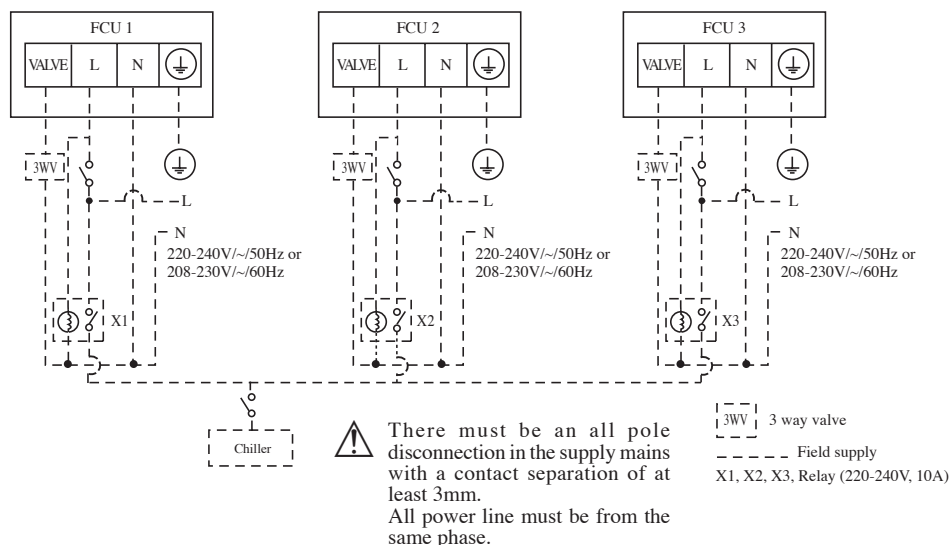 FCU 1
FCU 2
FCU 3
VALVE L N
VALVE L N
VALVE L N
3WV
3WV
3WV
L
L
L
N
N
N
220-240V/~/50Hz or
208-230V/~/60Hz
220-240V/~/50Hz or
208-230V/~/60Hz
220-240V/~/50Hz or
208-230V/~/60Hz
X1
X2
X3
Chiller
There must be an all pole
disconnection in the supply mains
with a contact separation of at
least 3mm.
All power line must be from the
same phase.
3WV 3 way valve
Field supply
X1, X2, X3, Relay (220-240V, 10A)